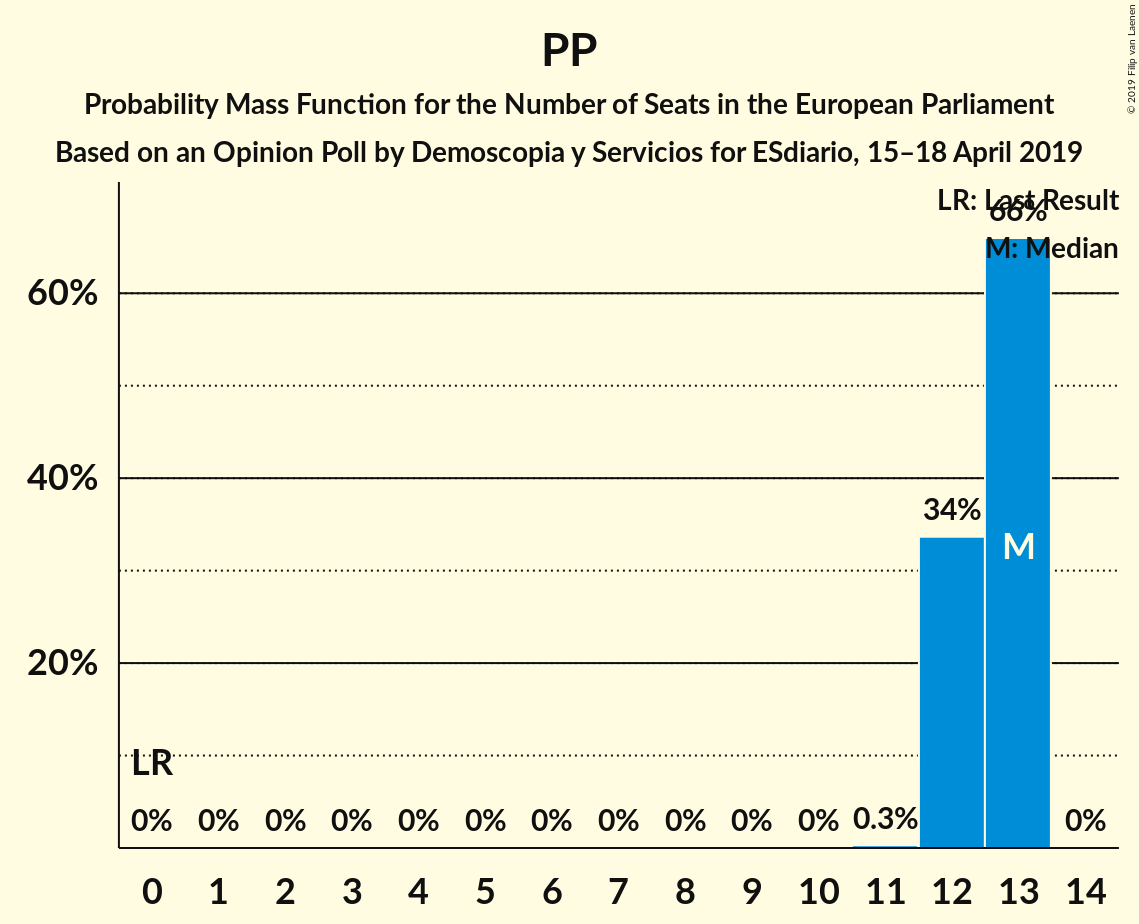 PP
Probability Mass Function for the Number of Seats in the European Parliament
Based on an Opinion Poll by Demoscopia y Servicios for ESdiario, 15–18 April 2019
© 2019 Filip van Laenen
LR: Last Result
M: Median
66%
60%
40%
34%
M
20%
LR
0% 0% 0% 0% 0% 0% 0% 0% 0% 0% 0% 0.3% 0%
0 1 2 3 4 5 6 7 8 9 10 11 12 13 14